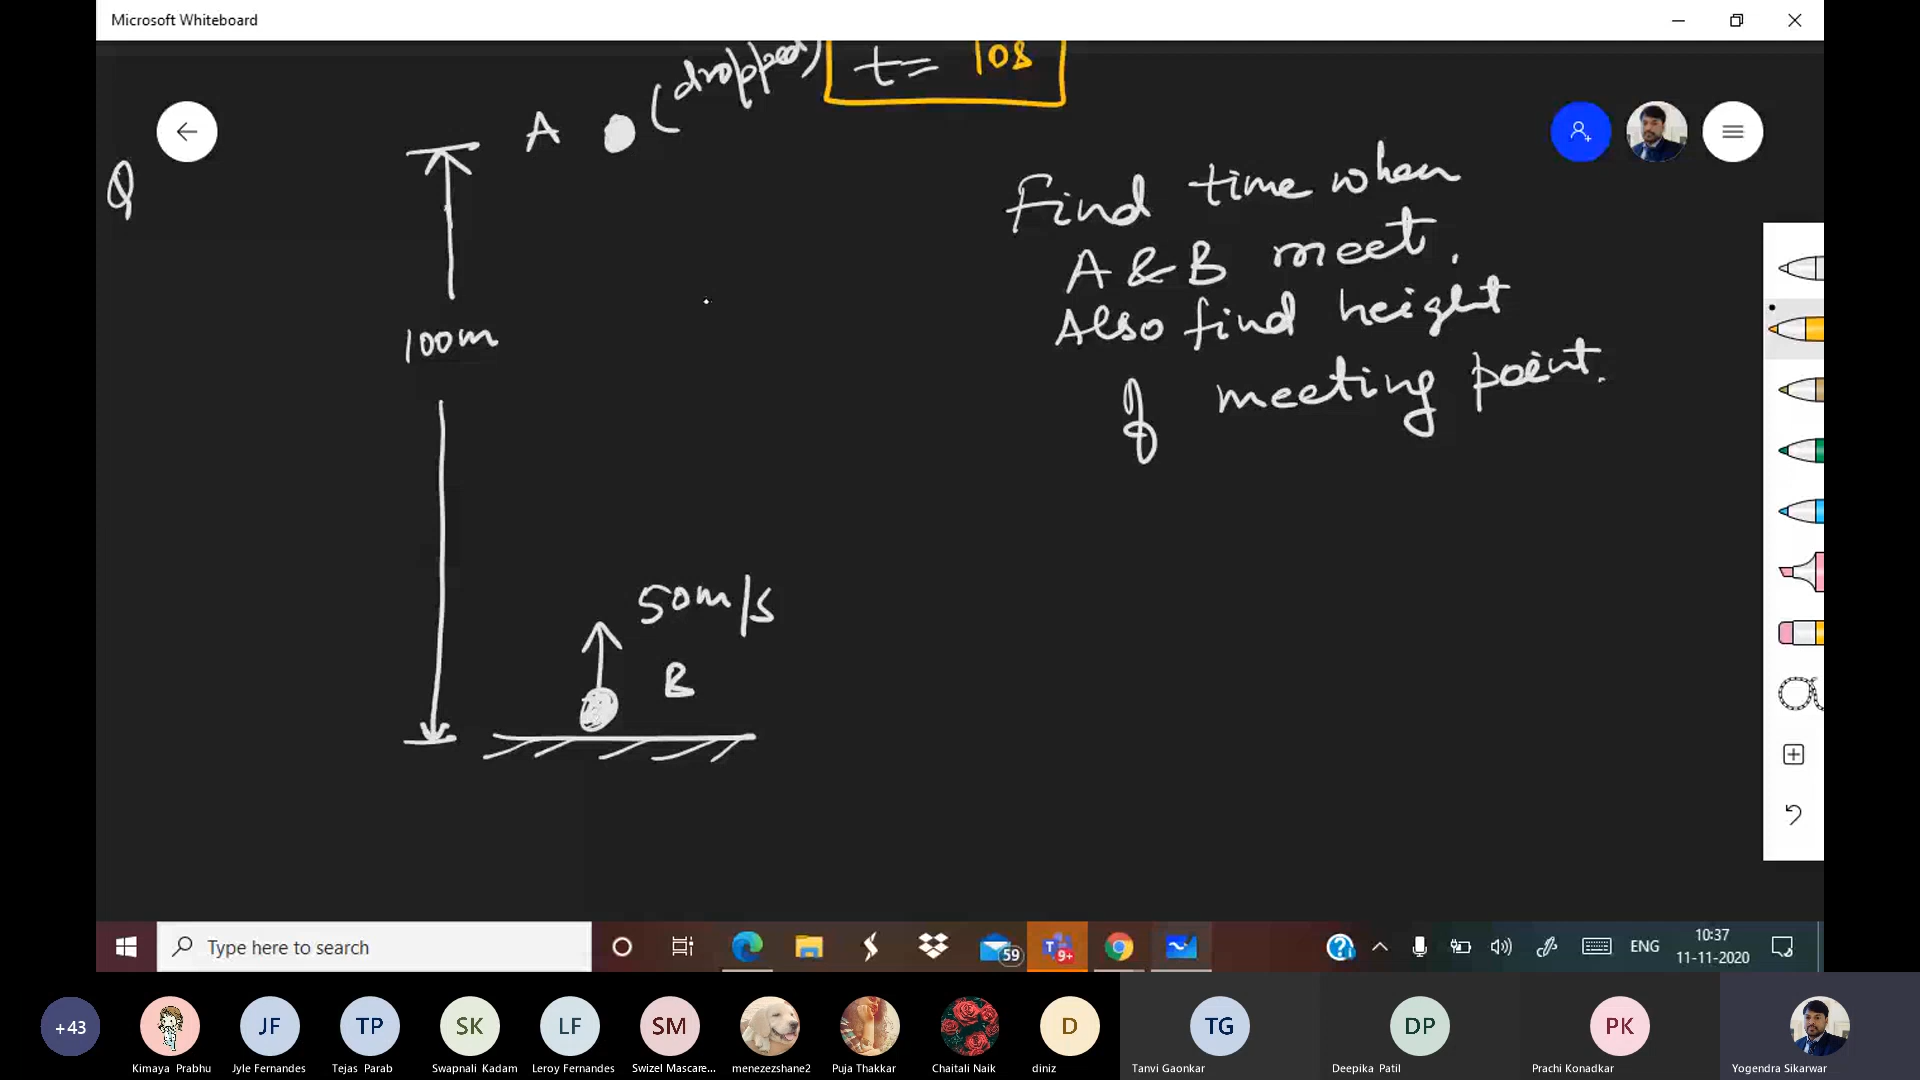 Microsoft Whiteboard
A (dropped)
t = 10s
Q
Find time when
A & B meet.
Also find height
of meeting point.
100m
50m/s
B
Type here to search
59
9+
ENG
10:37
11-11-2020
+43
JF
TP
SK
LF
SM
D
TG
DP
PK
Kimaya Prabhu
Jyle Fernandes
Tejas Parab
Swapnali Kadam
Leroy Fernandes
Swizel Mascare...
menezezshane2
Puja Thakkar
Chaitali Naik
diniz
Tanvi Gaonkar
Deepika Patil
Prachi Konadkar
Yogendra Sikarwar